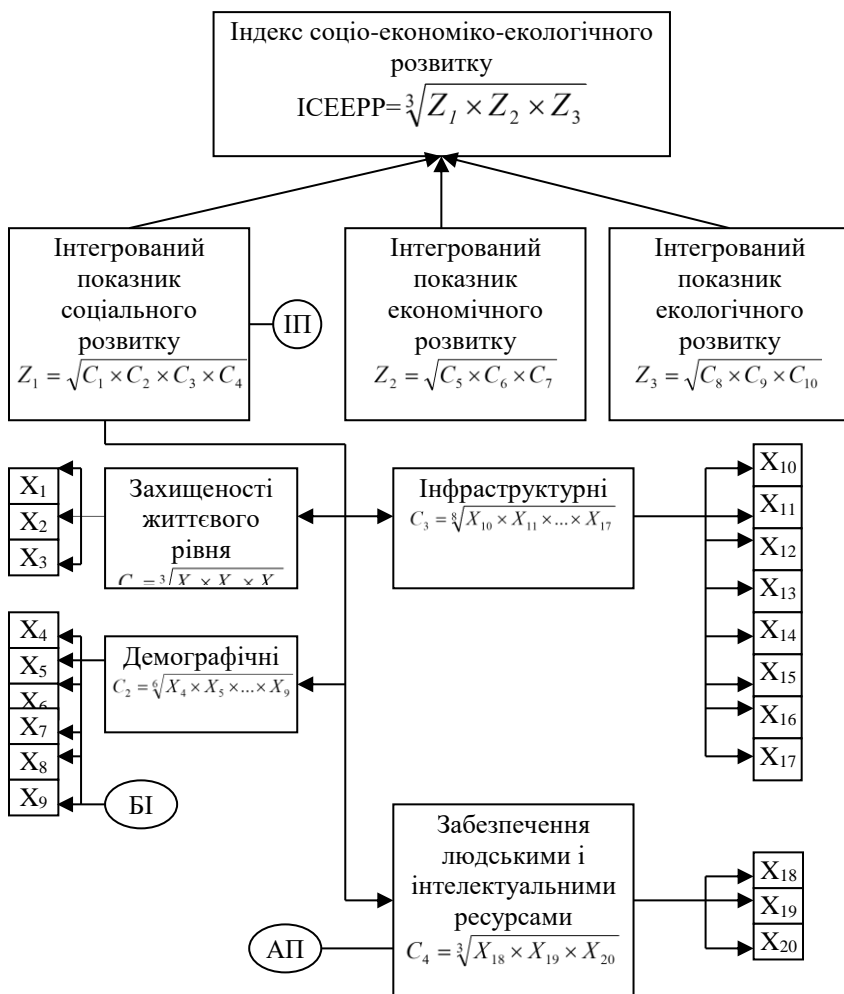 Індекс соціо-економіко-екологічного
розвитку
ІСЕЕРР=∛(Z₁ × Z₂ × Z₃)
Інтегрований
показник
соціального
розвитку
Z₁ = √(C₁ × C₂ × C₃ × C₄)
ІП
Інтегрований
показник
економічного
розвитку
Z₂ = √(C₅ × C₆ × C₇)
Інтегрований
показник
екологічного
розвитку
Z₃ = √(C₈ × C₉ × C₁₀)
X₁
X₂
X₃
Захищеності
життєвого
рівня
Інфраструктурні
C₃ = ⁸√(X₁₀ × X₁₁ × ... × X₁₇)
X₁₀
X₁₁
X₁₂
X₁₃
X₁₄
X₁₅
X₁₆
X₁₇
X₄
X₅
X₆
X₇
X₈
X₉
Демографічні
C₂ = ⁶√(X₄ × X₅ × ... × X₉)
БІ
Забезпечення
людськими і
інтелектуальними
ресурсами
C₄ = ∛(X₁₈ × X₁₉ × X₂₀)
АП
X₁₈
X₁₉
X₂₀